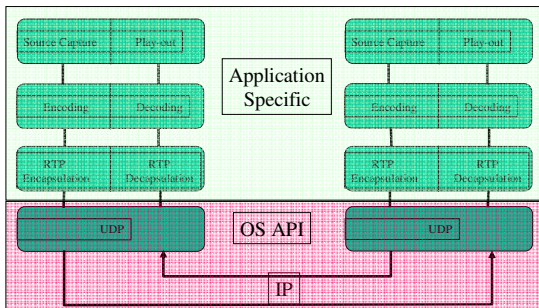 Source Capture Play-out
Encoding Decoding
RTP Encapsulation RTP Decapsulation
UDP
Application
Specific
OS API
IP
Source Capture Play-out
Encoding Decoding
RTP Encapsulation RTP Decapsulation
UDP